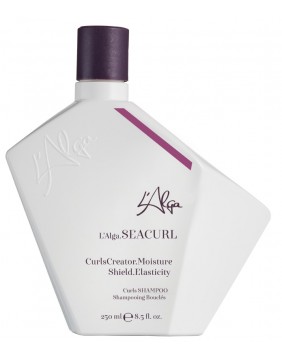 L'Alga
L'Alga
L'Alga.SEACURL
CurlsCreator.Moisture
Shield.Elasticity
Curls SHAMPOO
Shampooing Bouclés
250 ml e 8.5 fl. oz.